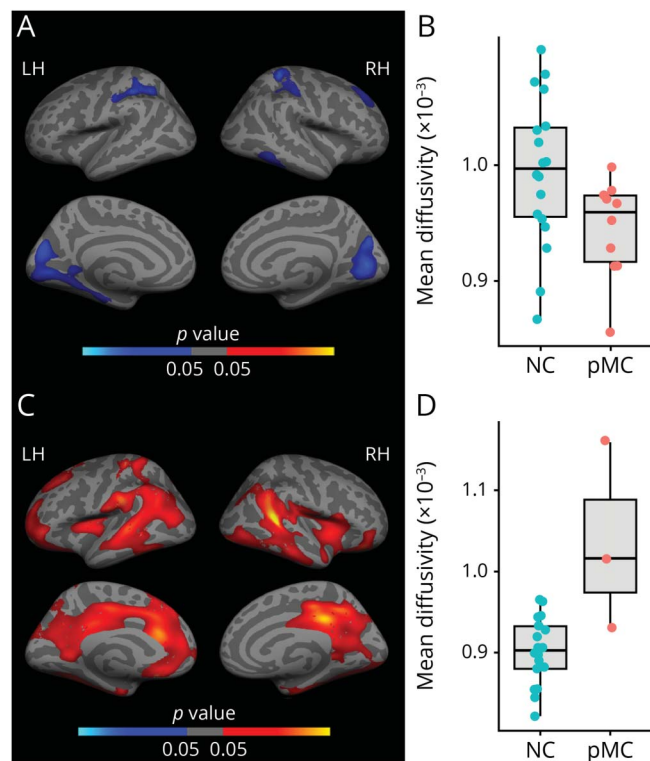 A
LH
RH
p value
0.05 0.05
B
Mean diffusivity (×10⁻³)
1.0
0.9
NC
pMC
C
LH
RH
p value
0.05 0.05
D
Mean diffusivity (×10⁻³)
1.1
1.0
0.9
NC
pMC